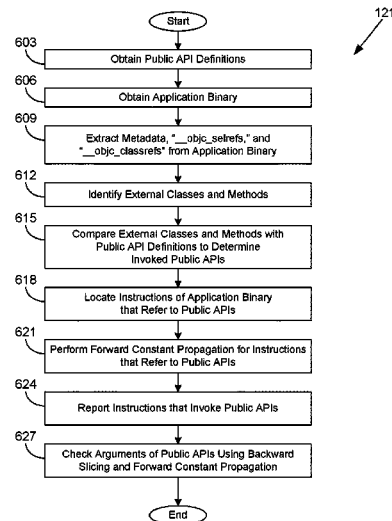 121
Start
603
Obtain Public API Definitions
606
Obtain Application Binary
609
Extract Metadata, "__objc_selrefs," and
"__objc_classrefs" from Application Binary
612
Identify External Classes and Methods
615
Compare External Classes and Methods with
Public API Definitions to Determine
Invoked Public APIs
618
Locate Instructions of Application Binary
that Refer to Public APIs
621
Perform Forward Constant Propagation for Instructions
that Refer to Public APIs
624
Report Instructions that Invoke Public APIs
627
Check Arguments of Public APIs Using Backward
Slicing and Forward Constant Propagation
End